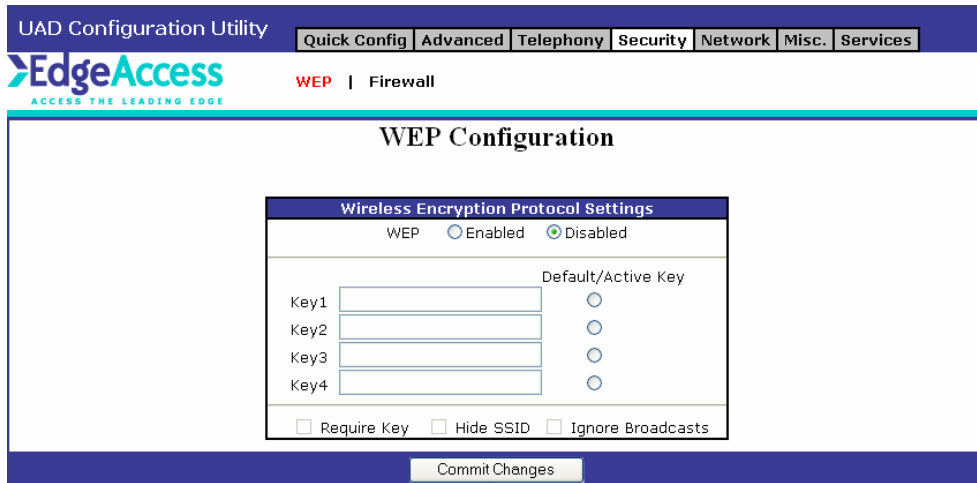 UAD Configuration Utility
Quick Config Advanced Telephony Security Network Misc. Services
EdgeAccess
ACCESS THE LEADING EDGE
WEP | Firewall
WEP Configuration
Wireless Encryption Protocol Settings
WEP Enabled Disabled
Default/Active Key
Key1
Key2
Key3
Key4
Require Key Hide SSID Ignore Broadcasts
Commit Changes